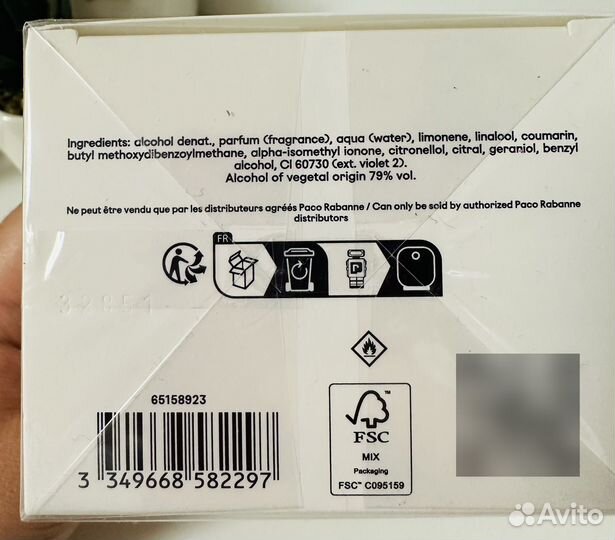 Ingredients: alcohol denat., parfum (fragrance), aqua (water), limonene, linalool, coumarin,
butyl methoxydibenzoylmethane, alpha-isomethyl ionone, citronellol, citral, geraniol, benzyl
alcohol, CI 60730 (ext. violet 2).
Alcohol of vegetal origin 79% vol.
Ne peut être vendu que par les distributeurs agréés Paco Rabanne / Can only be sold by authorized Paco Rabanne
distributors
FR
65158923
3 349668 582297
FSC
MIX
Packaging
FSC™ C095159
Avito